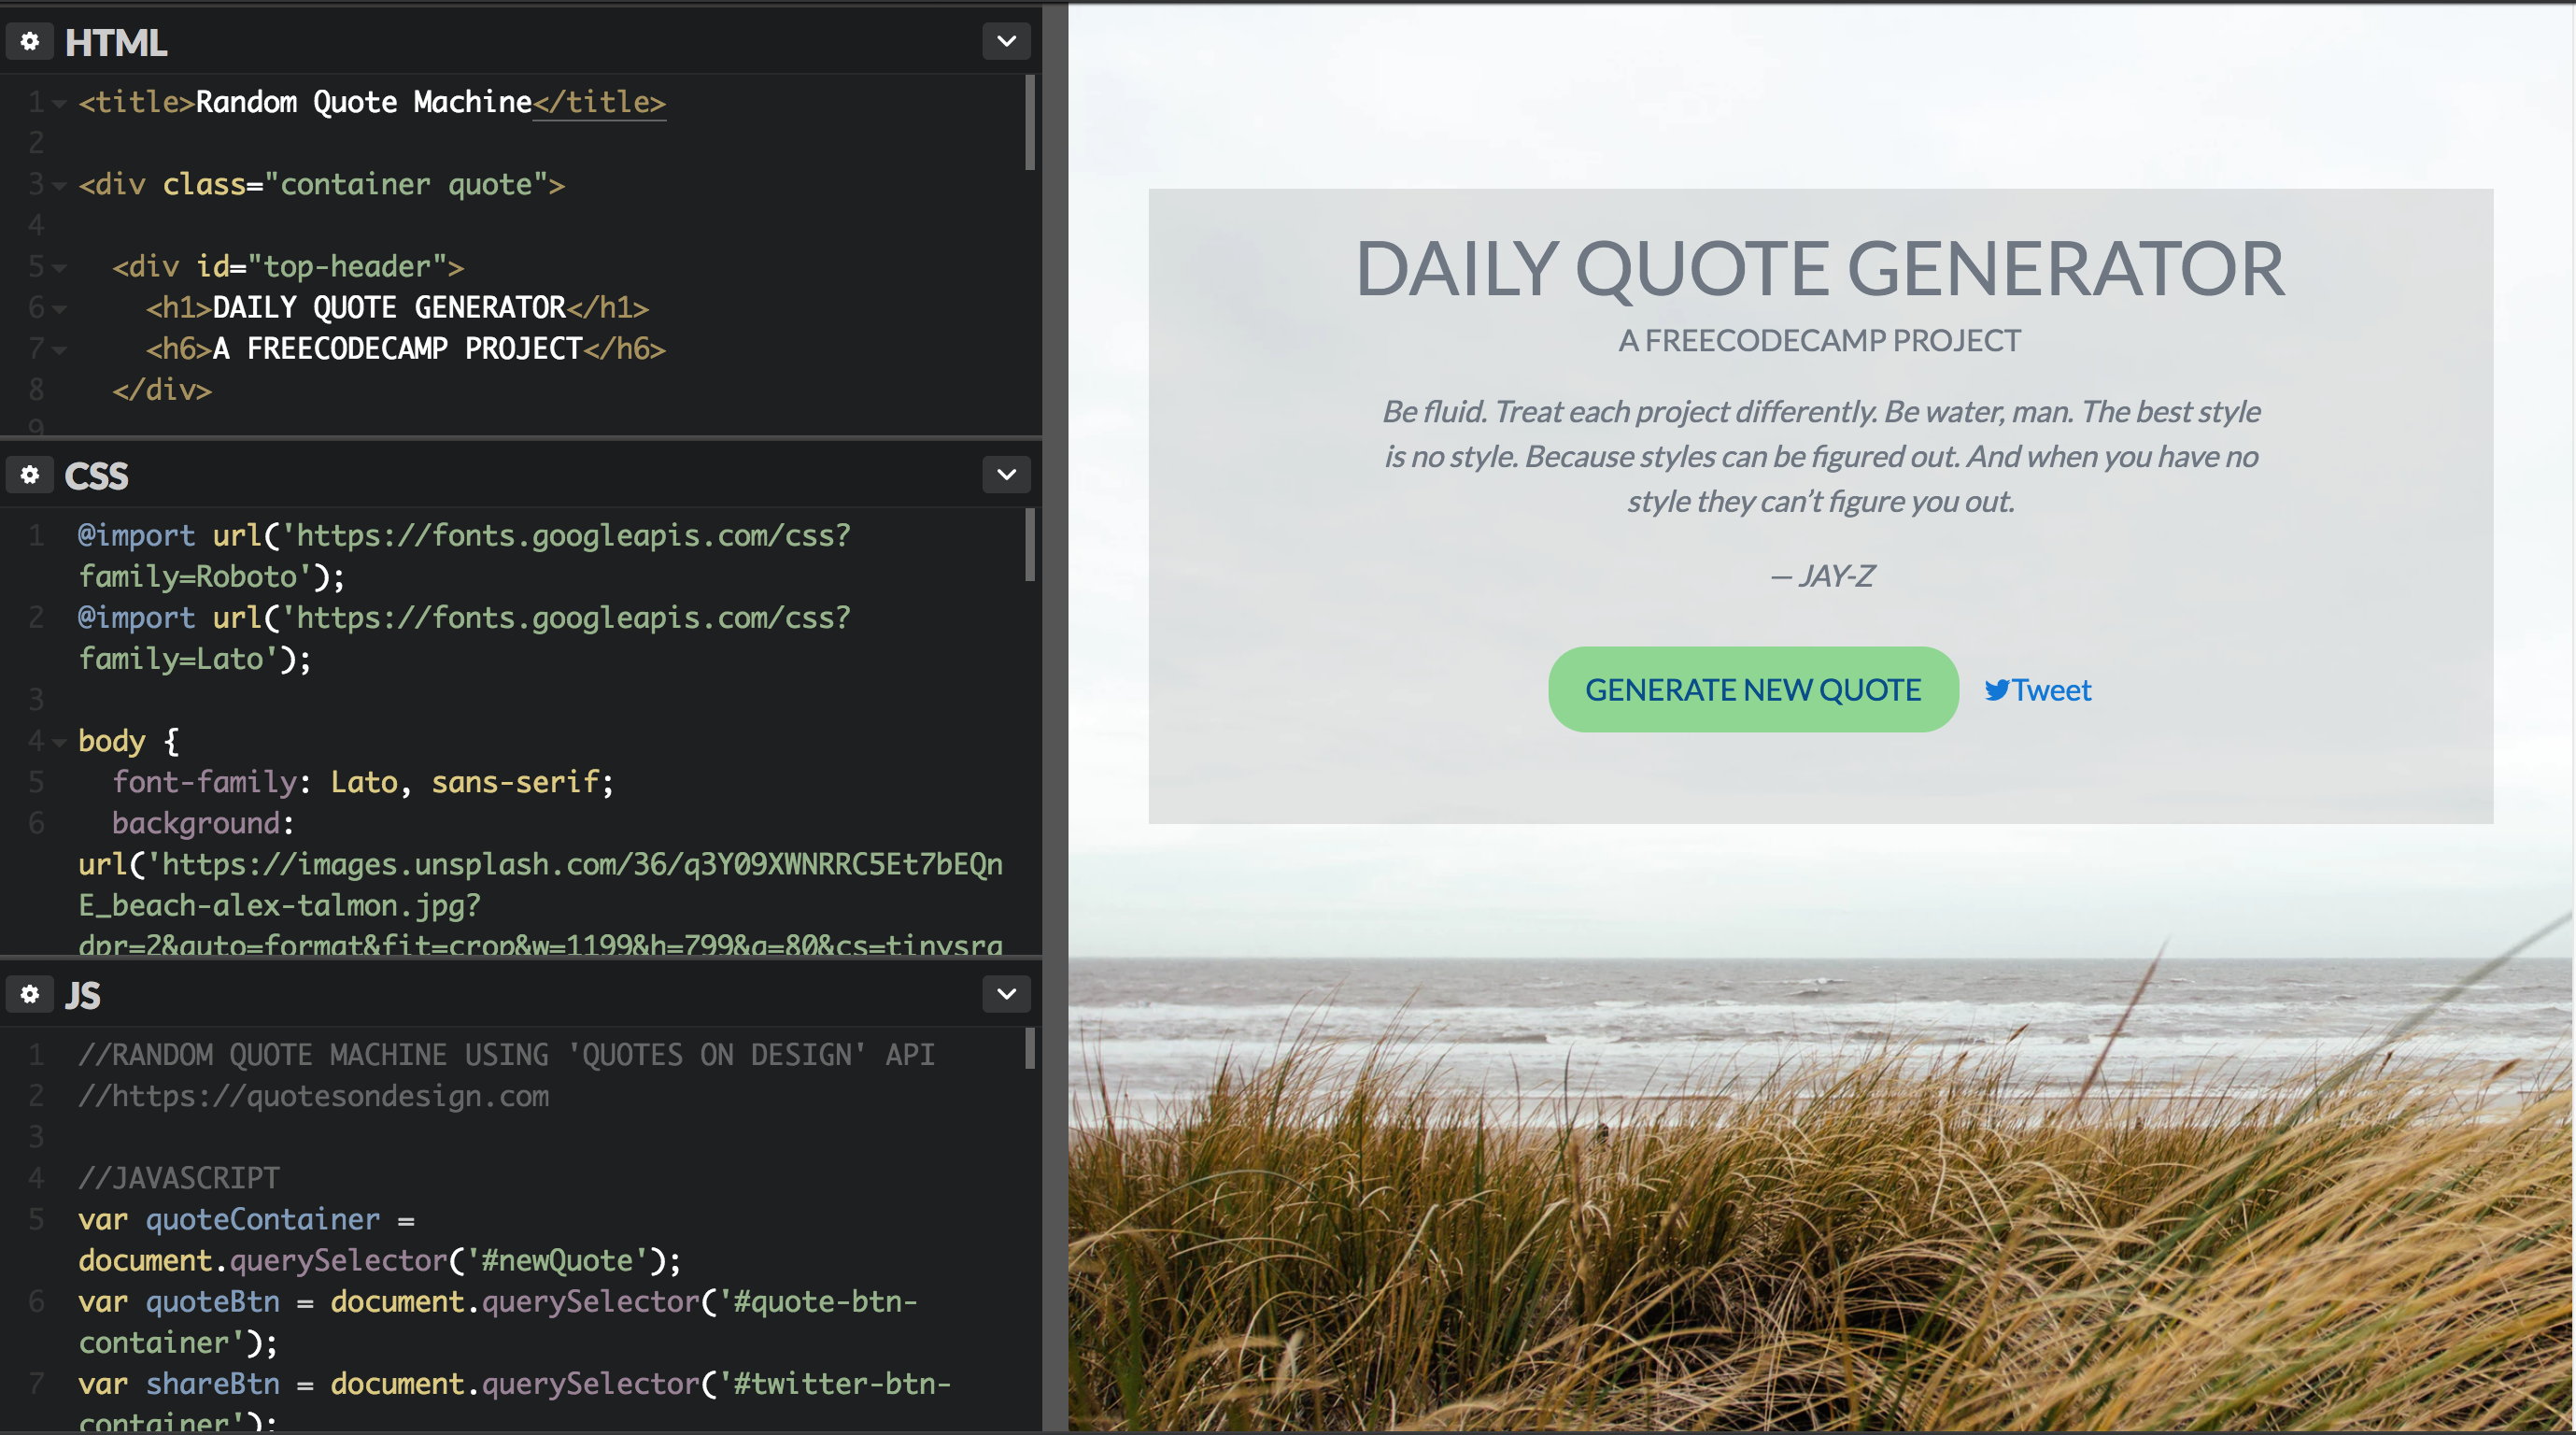 HTML
1 <title>Random Quote Machine</title>
2
3 <div class="container quote">
4
5 <div id="top-header">
6 <h1>DAILY QUOTE GENERATOR</h1>
7 <h6>A FREECODECAMP PROJECT</h6>
8 </div>
9
CSS
1 @import url('https://fonts.googleapis.com/css?
family=Roboto');
2 @import url('https://fonts.googleapis.com/css?
family=Lato');
3
4 body {
5 font-family: Lato, sans-serif;
6 background:
url('https://images.unsplash.com/36/q3Y09XWNRRC5Et7bEQn
E_beach-alex-talmon.jpg?
dpr=2&auto=format&fit=crop&w=1199&h=799&q=80&cs=tinysrg
JS
1 //RANDOM QUOTE MACHINE USING 'QUOTES ON DESIGN' API
2 //https://quotesondesign.com
3
4 //JAVASCRIPT
5 var quoteContainer =
document.querySelector('#newQuote');
6 var quoteBtn = document.querySelector('#quote-btn-
container');
7 var shareBtn = document.querySelector('#twitter-btn-
container');
DAILY QUOTE GENERATOR
A FREECODECAMP PROJECT
Be fluid. Treat each project differently. Be water, man. The best style
is no style. Because styles can be figured out. And when you have no
style they can’t figure you out.
— JAY-Z
GENERATE NEW QUOTE
Tweet